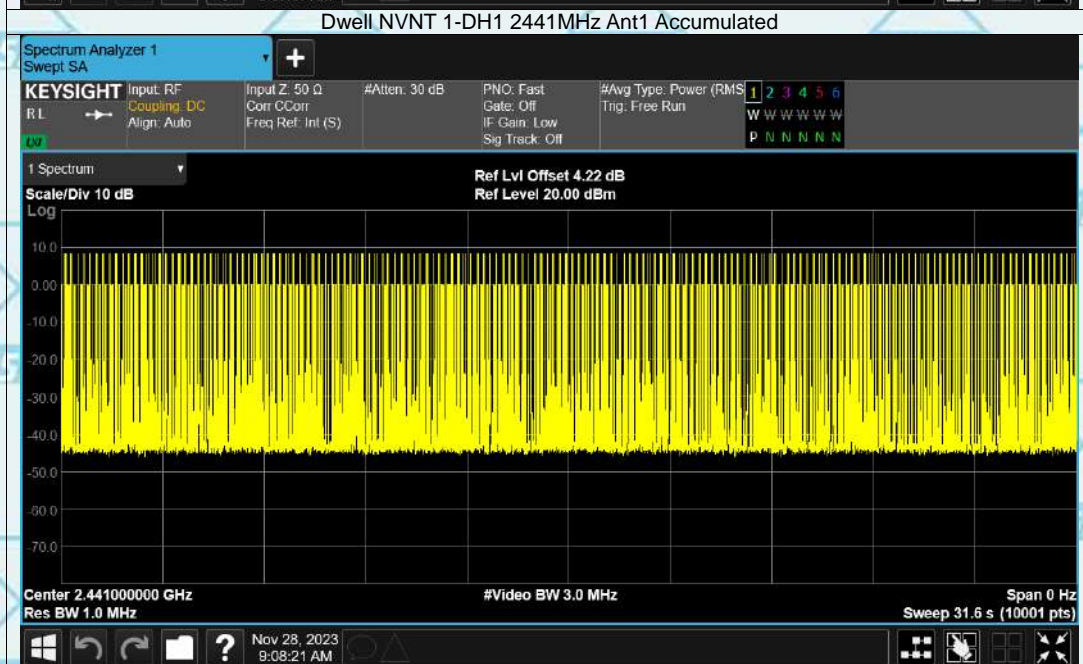 Dwell NVNT 1-DH1 2441MHz Ant1 Accumulated
Spectrum Analyzer 1
Swept SA
+
KEYSIGHT Input: RF Input Z: 50 Ω #Atten: 30 dB PNO: Fast #Avg Type: Power (RMS 1 2 3 4 5 6
R L Coupling: DC Corr CCorr Gate: Off Trig: Free Run W W W W W W
Align: Auto Freq Ref: Int (S) IF Gain: Low
Sig Track: Off P N N N N N
LXI
1 Spectrum
Ref Lvl Offset 4.22 dB
Scale/Div 10 dB Ref Level 20.00 dBm
Log
10.0
0.00
-10.0
-20.0
-30.0
-40.0
-50.0
-60.0
-70.0
Center 2.441000000 GHz #Video BW 3.0 MHz Span 0 Hz
Res BW 1.0 MHz Sweep 31.6 s (10001 pts)
? Nov 28, 2023
9:08:21 AM